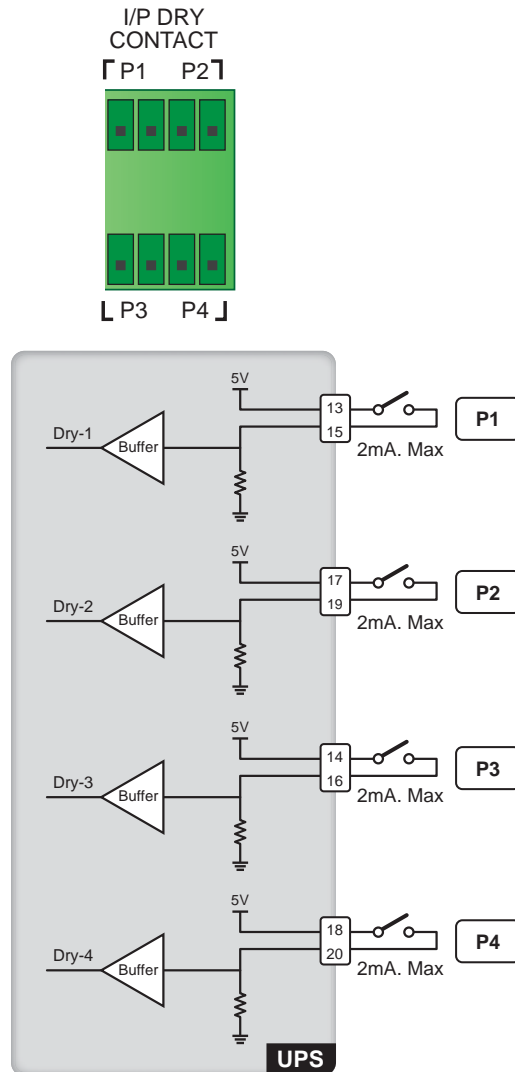 I/P DRY
CONTACT
P1 P2
P3 P4
5V
13
15
Dry-1
Buffer
2mA. Max
P1
5V
17
19
Dry-2
Buffer
2mA. Max
P2
5V
14
16
Dry-3
Buffer
2mA. Max
P3
5V
18
20
Dry-4
Buffer
2mA. Max
P4
UPS